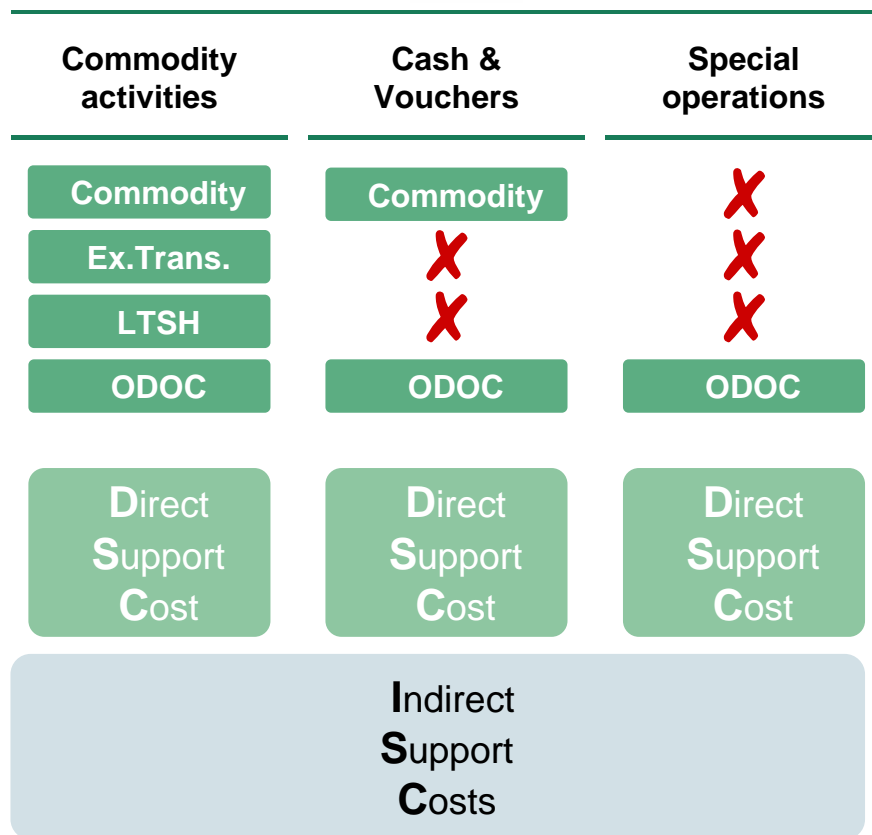 Commodity
activities
Cash &
Vouchers
Special
operations
Commodity
Commodity
Ex.Trans.
LTSH
ODOC
ODOC
ODOC
Direct
Support
Cost
Direct
Support
Cost
Direct
Support
Cost
Indirect
Support
Costs